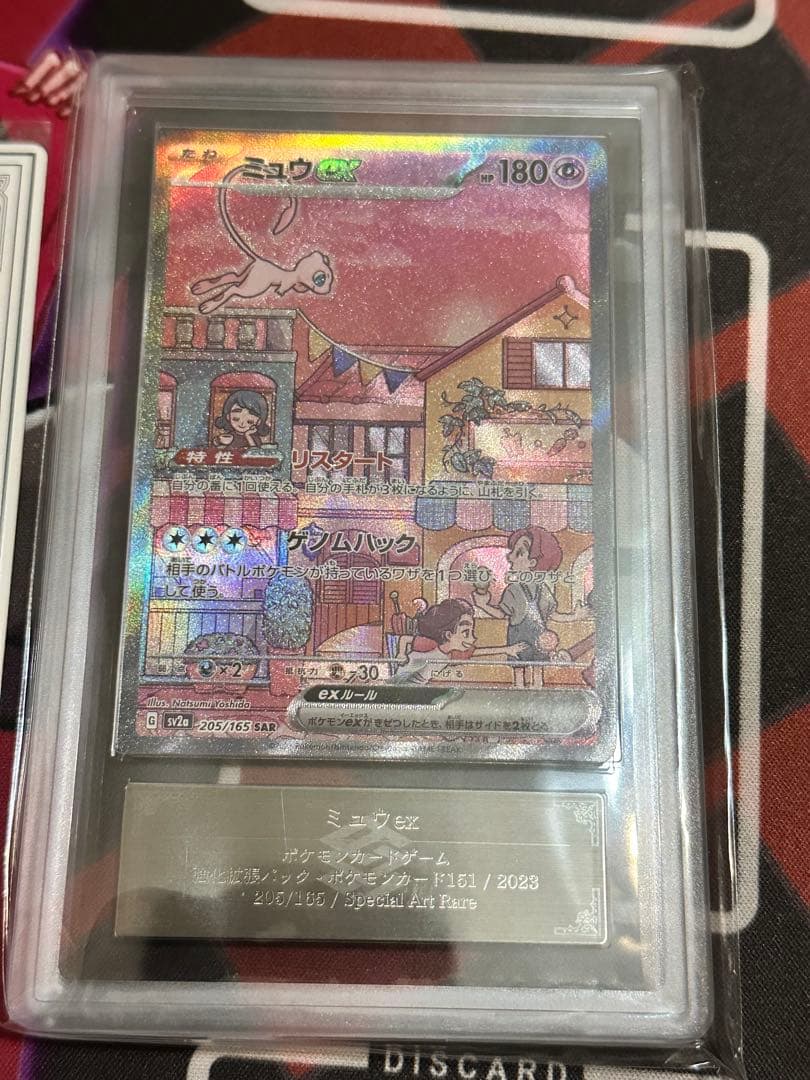 たね ミュウex HP180
特性 リスタート
自分の番に1回使える。自分の手札が3枚になるように、山札を引く。
ゲノムハック
相手のバトルポケモンが持っているワザを1つ選び、このワザと
して使う。
×2 抵抗力 -30 にげる
exルール
ポケモンexがきぜつしたとき、相手はサイドを2枚とる。
Illus. Natsumu Yoshida
G sv2a 205/165 SAR
ミュウex
ポケモンカードゲーム
強化拡張パック・ポケモンカード151 / 2023
205/165 / Special Art Rare
DISCARD